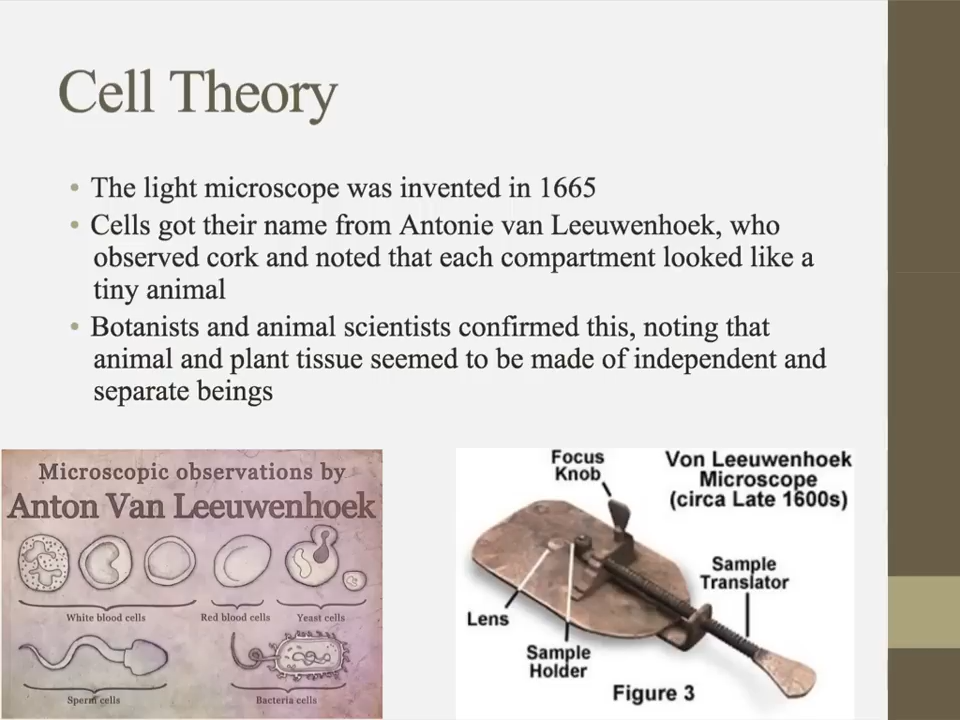 Cell Theory
• The light microscope was invented in 1665
• Cells got their name from Antonie van Leeuwenhoek, who
observed cork and noted that each compartment looked like a
tiny animal
• Botanists and animal scientists confirmed this, noting that
animal and plant tissue seemed to be made of independent and
separate beings
Microscopic observations by
Anton Van Leeuwenhoek
White blood cells
Red blood cells
Yeast cells
Sperm cells
Bacteria cells
Focus
Knob
Von Leeuwenhoek
Microscope
(circa Late 1600s)
Sample
Translator
Lens
Sample
Holder
Figure 3